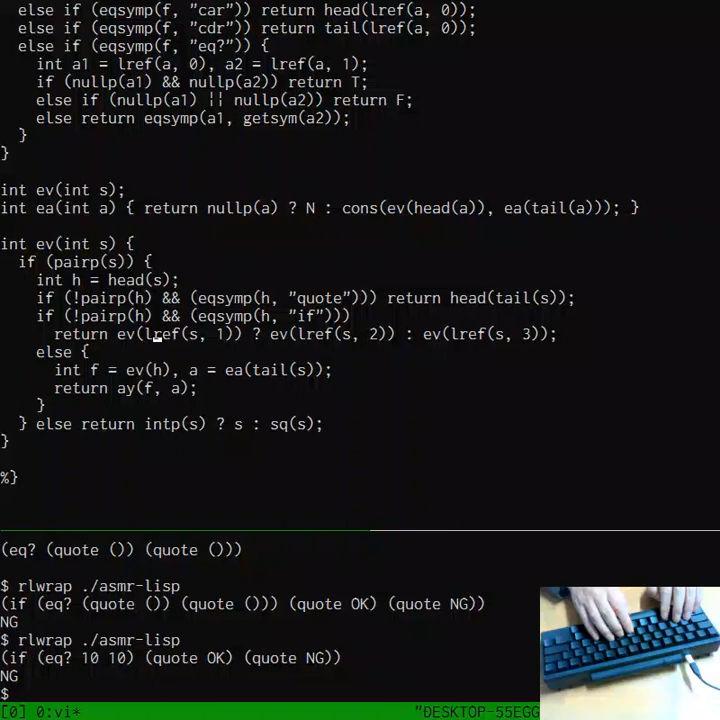 else if (eqsymp(f, "car")) return head(lref(a, 0));
  else if (eqsymp(f, "cdr")) return tail(lref(a, 0));
  else if (eqsymp(f, "eq?")) {
    int a1 = lref(a, 0), a2 = lref(a, 1);
    if (nullp(a1) && nullp(a2)) return T;
    else if (nullp(a1) || nullp(a2)) return F;
    else return eqsymp(a1, getsym(a2));
  }
}

int ev(int s);
int ea(int a) { return nullp(a) ? N : cons(ev(head(a)), ea(tail(a))); }

int ev(int s) {
  if (pairp(s)) {
    int h = head(s);
    if (!pairp(h) && (eqsymp(h, "quote"))) return head(tail(s));
    if (!pairp(h) && (eqsymp(h, "if")))
      return ev(lref(s, 1)) ? ev(lref(s, 2)) : ev(lref(s, 3));
    else {
      int f = ev(h), a = ea(tail(s));
      return ay(f, a);
    }
  } else return intp(s) ? s : sq(s);
}

%}

(eq? (quote ()) (quote ()))

$ rlwrap ./asmr-lisp
(if (eq? (quote ()) (quote ())) (quote OK) (quote NG))
NG
$ rlwrap ./asmr-lisp
(if (eq? 10 10) (quote OK) (quote NG))
NG
$
[0] 0:vi* "DESKTOP-55EGG